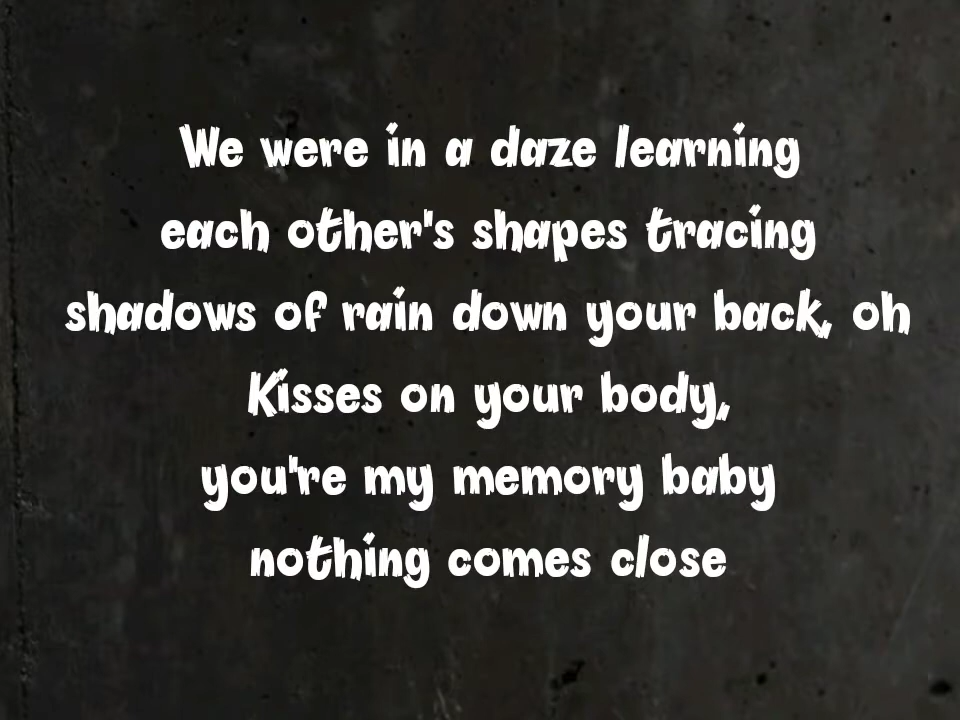 We were in a daze learning
each other's shapes tracing
shadows of rain down your back, oh
Kisses on your body,
you're my memory baby
nothing comes close